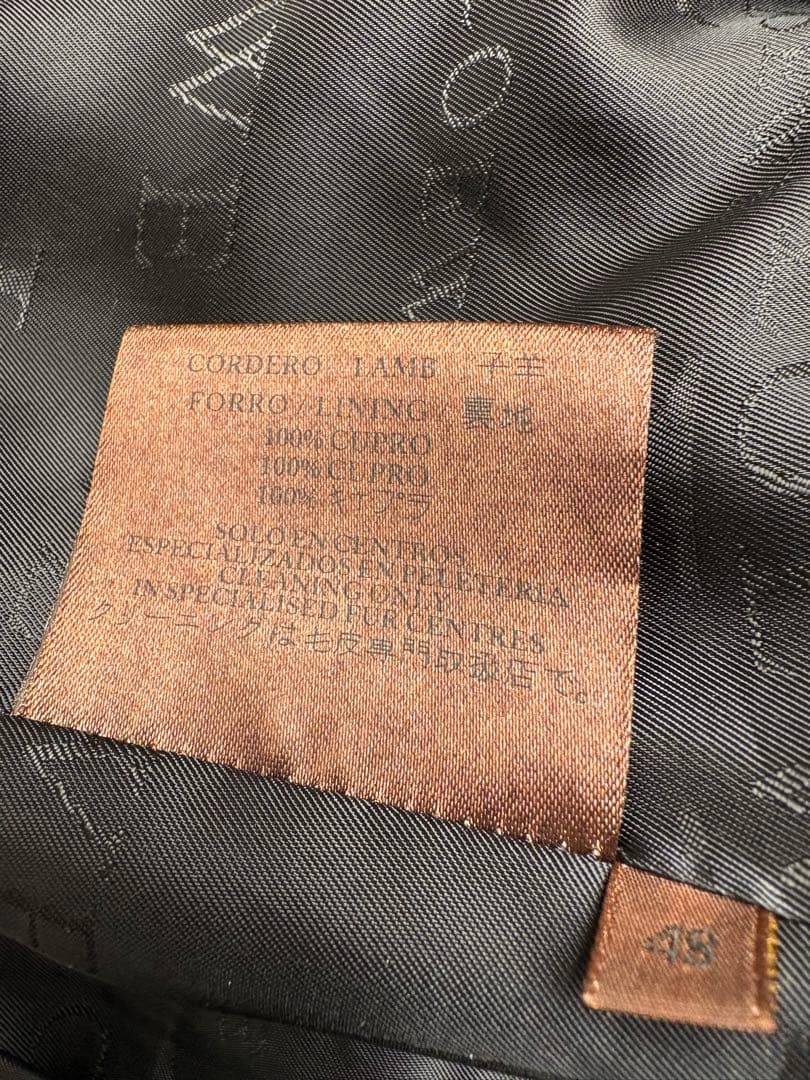 CORDERO LAMB 子羊
FORRO / LINING / 裏地
100% CUPRO
100% CUPRO
100% キュプラ
SOLO EN CENTROS
ESPECIALIZADOS EN PELETERIA
CLEANING ONLY
IN SPECIALISED FUR CENTRES
クリーニングは毛皮専門取扱店で。
48